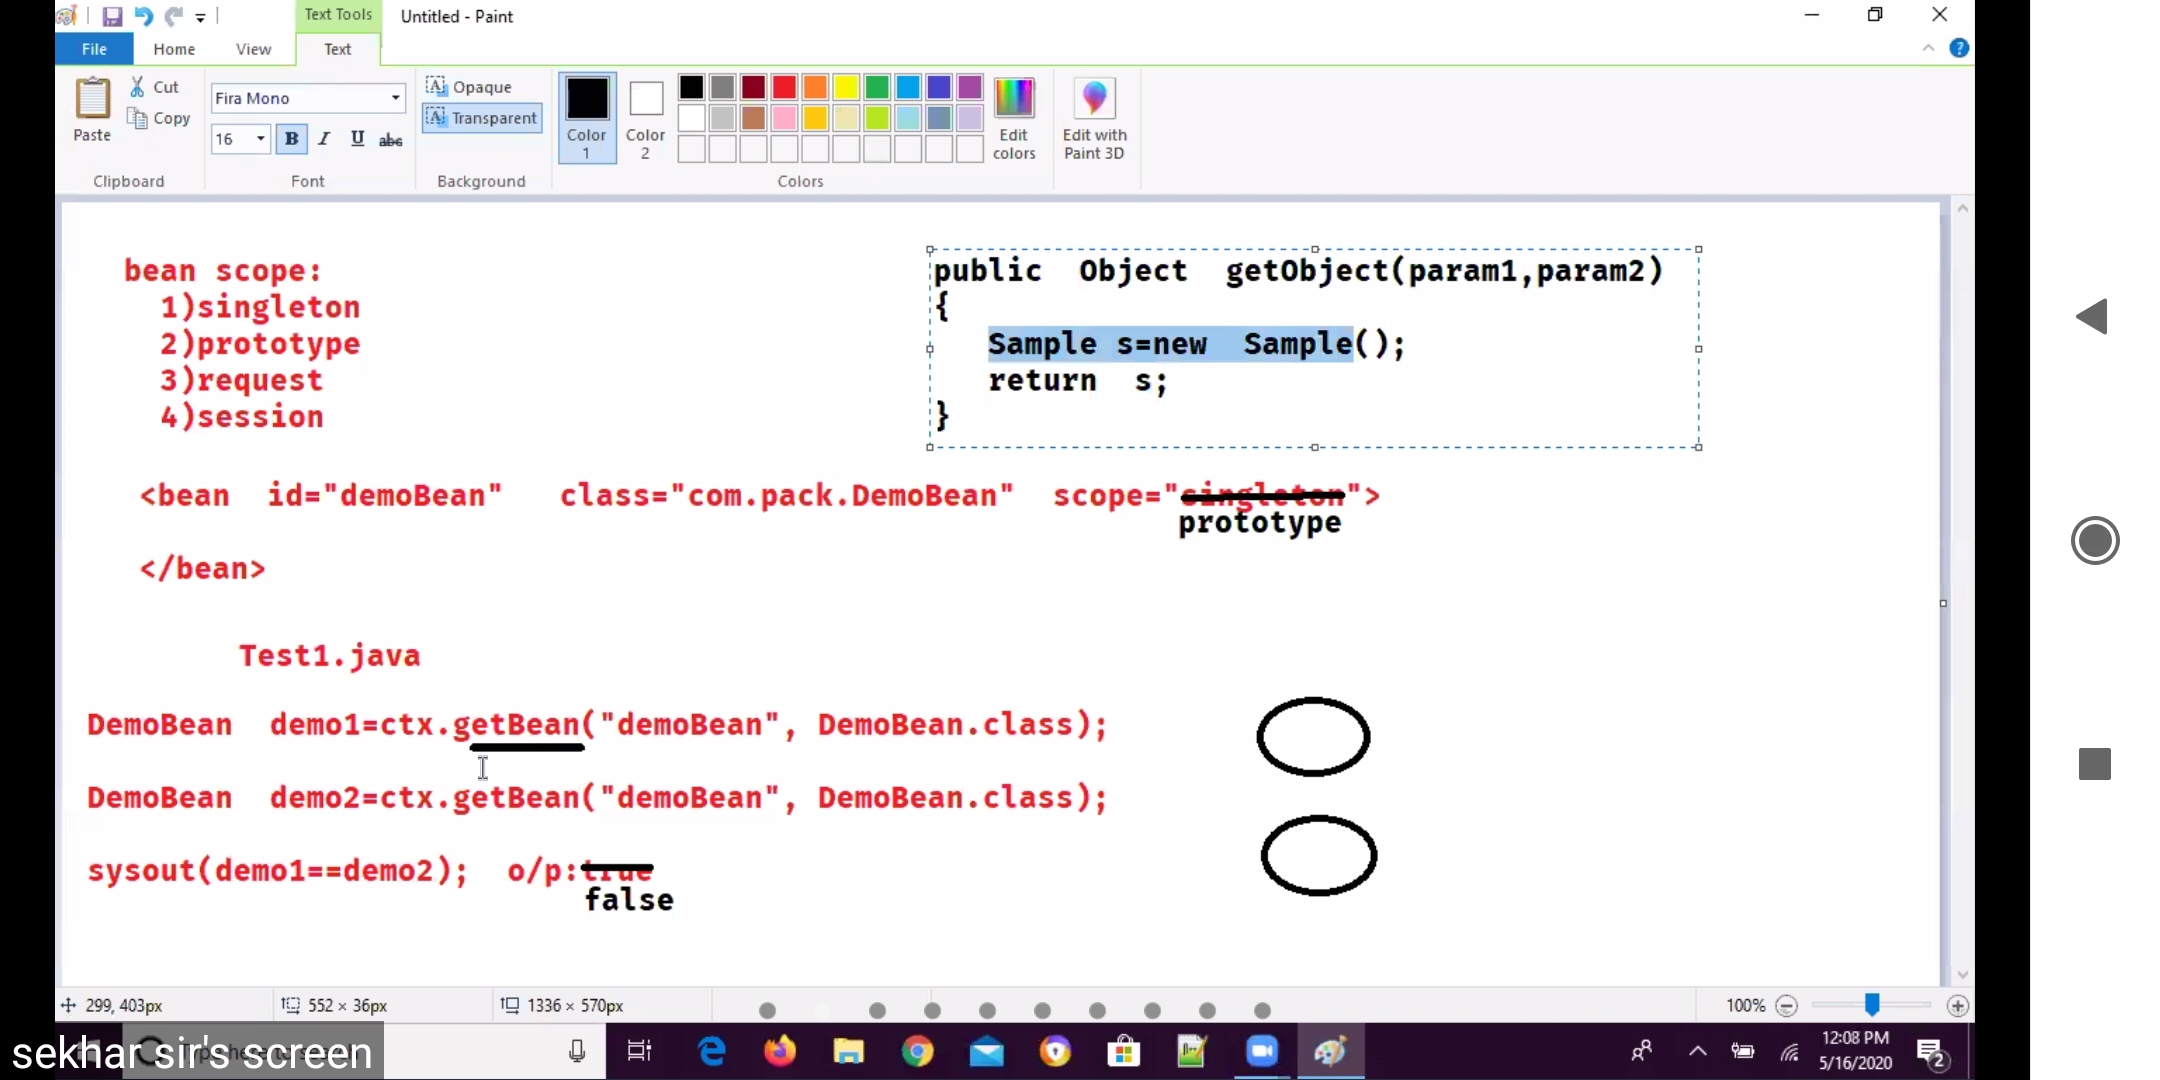 Text Tools
Untitled - Paint
File
Home
View
Text
Paste
Cut
Copy
Clipboard
Fira Mono
16
B
I
U
abc
Font
Opaque
Transparent
Background
Color 1
Color 2
Edit colors
Edit with Paint 3D
Colors
bean scope:
1)singleton
2)prototype
3)request
4)session
public Object getObject(param1,param2)
{
Sample s=new Sample();
return s;
}
<bean id="demoBean" class="com.pack.DemoBean" scope="singleton">
prototype
</bean>
Test1.java
DemoBean demo1=ctx.getBean("demoBean", DemoBean.class);
DemoBean demo2=ctx.getBean("demoBean", DemoBean.class);
sysout(demo1==demo2); o/p:true
false
299, 403px
552 × 36px
1336 × 570px
100%
sekhar sir's screen
12:08 PM
5/16/2020
2